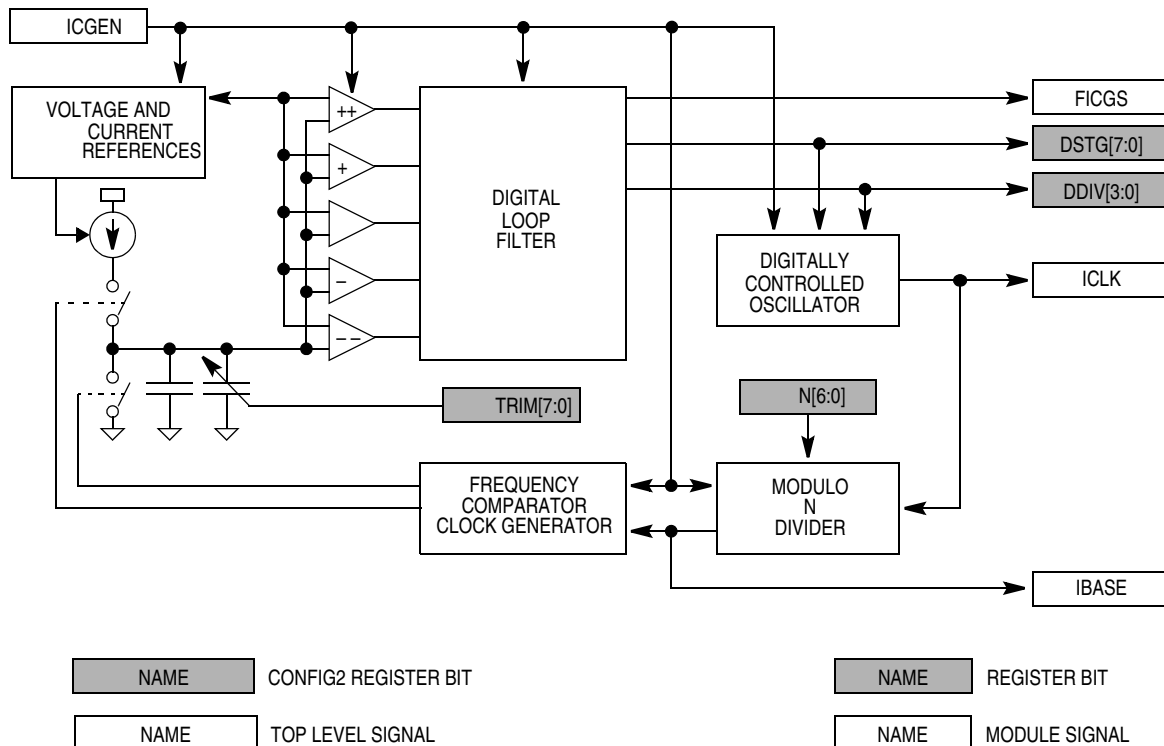 ICGEN
VOLTAGE AND
CURRENT
REFERENCES
++
+
−
− −
DIGITAL
LOOP
FILTER
FICGS
DSTG[7:0]
DDIV[3:0]
DIGITALLY
CONTROLLED
OSCILLATOR
ICLK
TRIM[7:0]
N[6:0]
FREQUENCY
COMPARATOR
CLOCK GENERATOR
MODULO
N
DIVIDER
IBASE
NAME
CONFIG2 REGISTER BIT
NAME
REGISTER BIT
NAME
TOP LEVEL SIGNAL
NAME
MODULE SIGNAL